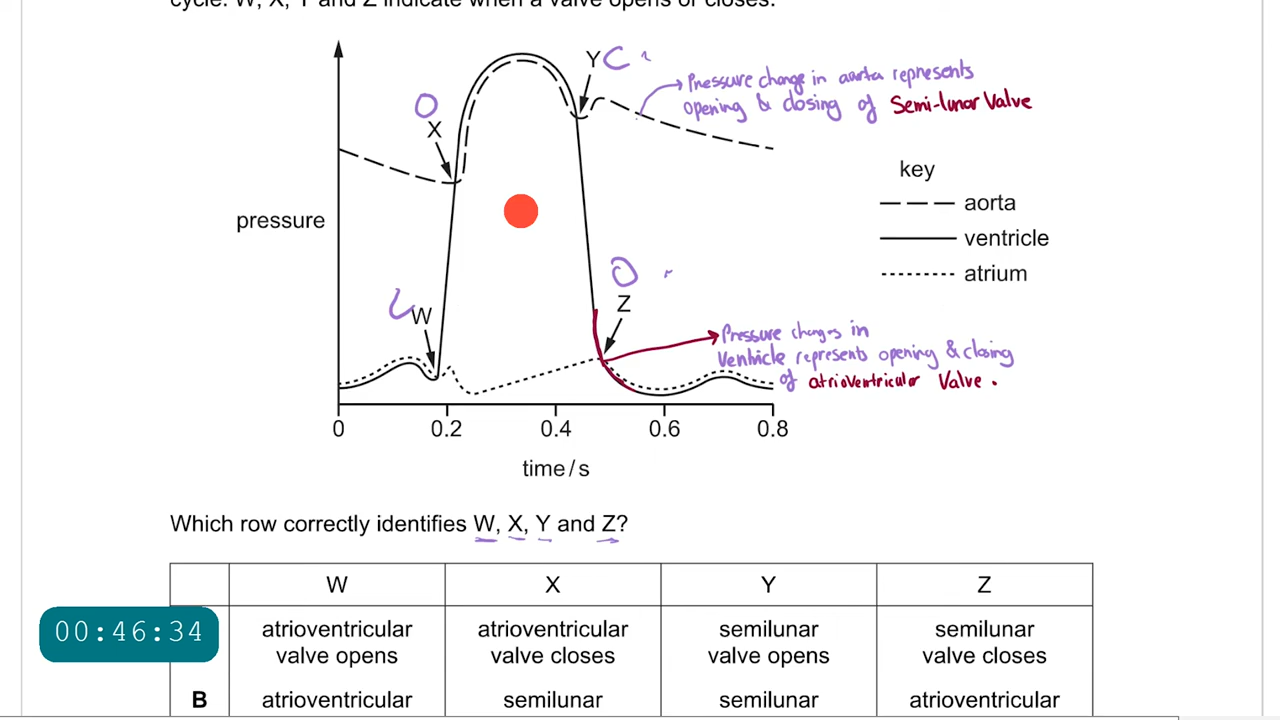 cycle. W, X, Y and Z indicate when a valve opens or closes.
Y C
Pressure change in aorta represents
opening & closing of Semi-lunar Valve
O
X
key
aorta
pressure
ventricle
atrium
O
Z
W
Pressure changes in
Ventricle represents opening & closing
of atrioventricular Valve.
0 0.2 0.4 0.6 0.8
time / s
Which row correctly identifies W, X, Y and Z?
W X Y Z
00:46:34
atrioventricular atrioventricular semilunar semilunar
valve opens valve closes valve opens valve closes
B atrioventricular semilunar semilunar atrioventricular